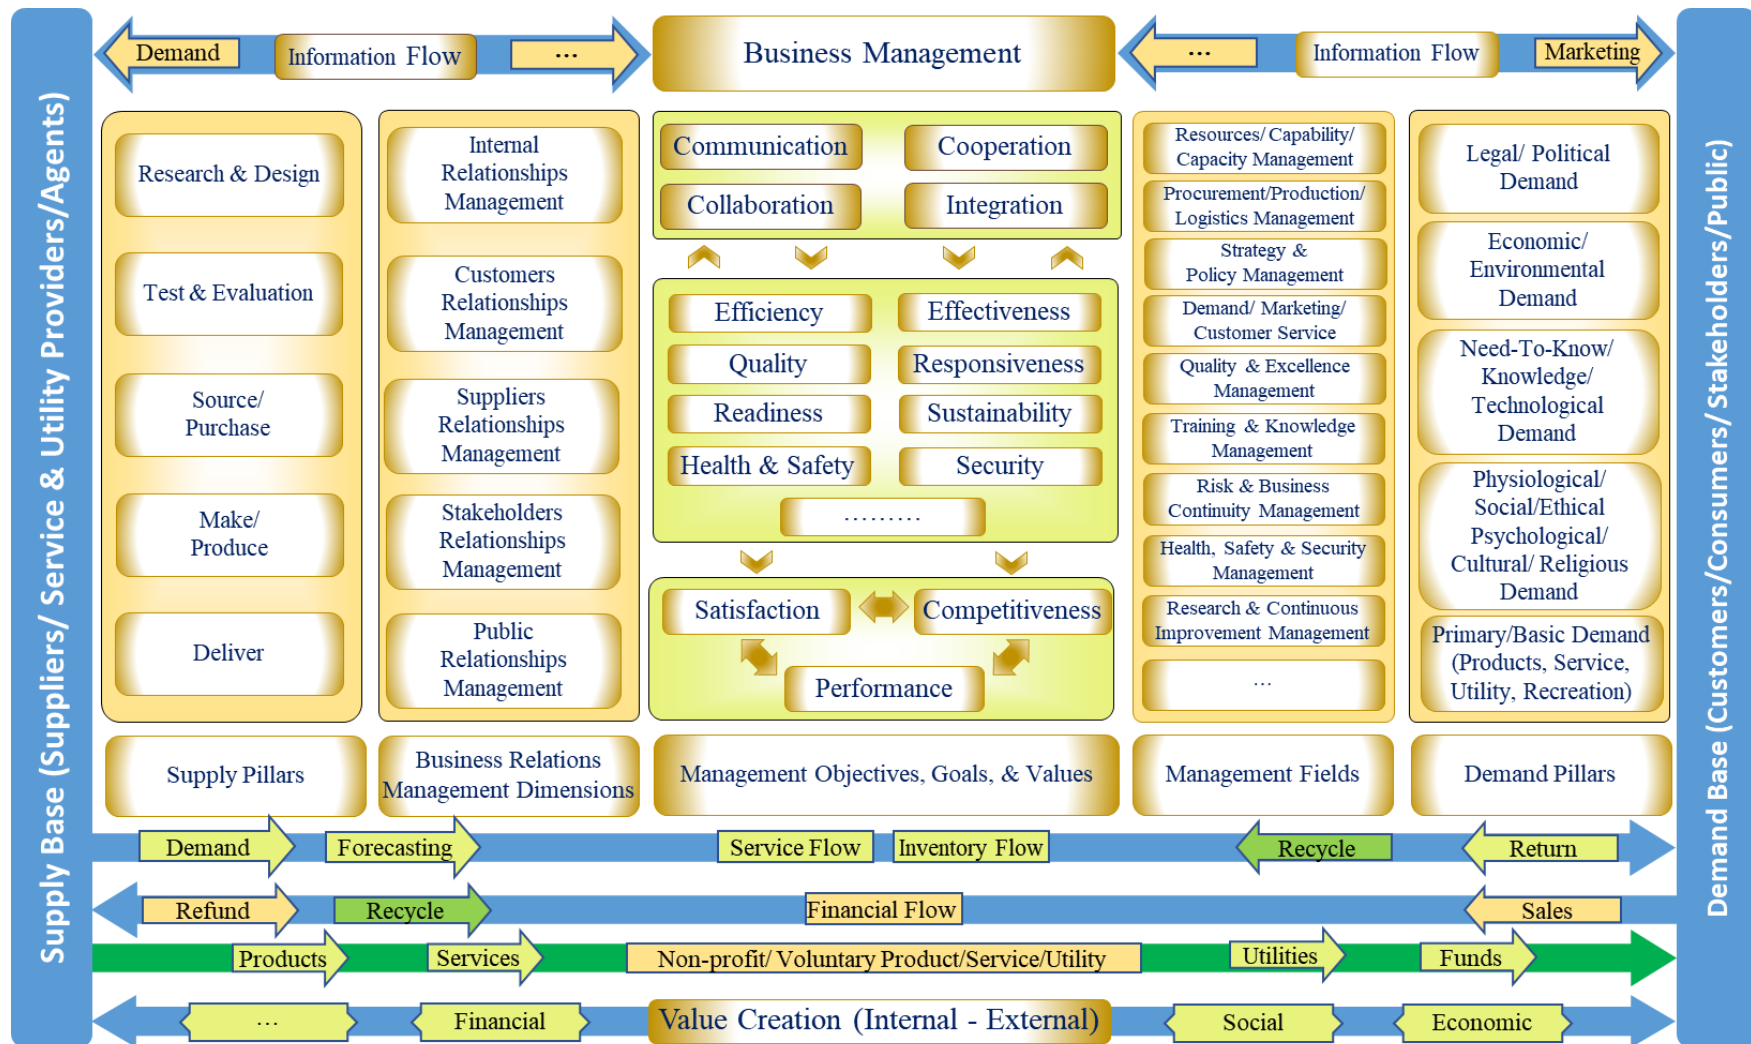 Supply Base (Suppliers/ Service & Utility Providers/Agents)
Demand
Information Flow
...
Business Management
...
Information Flow
Marketing
Demand Base (Customers/Consumers/ Stakeholders/Public)
Research & Design
Test & Evaluation
Source/
Purchase
Make/
Produce
Deliver
Supply Pillars
Internal
Relationships
Management
Customers
Relationships
Management
Suppliers
Relationships
Management
Stakeholders
Relationships
Management
Public
Relationships
Management
Business Relations
Management Dimensions
Communication
Cooperation
Collaboration
Integration
Efficiency
Effectiveness
Quality
Responsiveness
Readiness
Sustainability
Health & Safety
Security
.........
Satisfaction
Competitiveness
Performance
Management Objectives, Goals, & Values
Resources/ Capability/
Capacity Management
Procurement/Production/
Logistics Management
Strategy &
Policy Management
Demand/ Marketing/
Customer Service
Quality & Excellence
Management
Training & Knowledge
Management
Risk & Business
Continuity Management
Health, Safety & Security
Management
Research & Continuous
Improvement Management
...
Management Fields
Legal/ Political
Demand
Economic/
Environmental
Demand
Need-To-Know/
Knowledge/
Technological
Demand
Physiological/
Social/Ethical
Psychological/
Cultural/ Religious
Demand
Primary/Basic Demand
(Products, Service,
Utility, Recreation)
Demand Pillars
Demand
Forecasting
Service Flow
Inventory Flow
Recycle
Return
Refund
Recycle
Financial Flow
Sales
Products
Services
Non-profit/ Voluntary Product/Service/Utility
Utilities
Funds
...
Financial
Value Creation (Internal - External)
Social
Economic